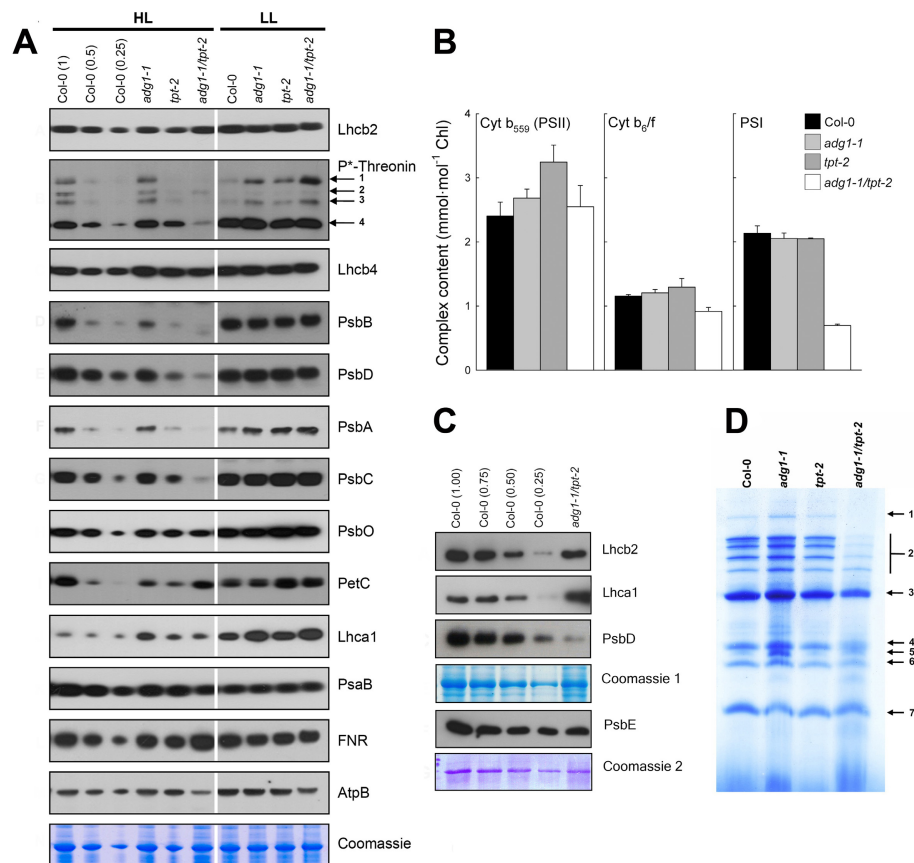 A
HL
LL
Col-0 (1)
Col-0 (0.5)
Col-0 (0.25)
adg1-1
tpt-2
adg1-1/tpt-2
Col-0
adg1-1
tpt-2
adg1-1/tpt-2
Lhcb2
P*-Threonin
1
2
3
4
Lhcb4
PsbB
PsbD
PsbA
PsbC
PsbO
PetC
Lhca1
PsaB
FNR
AtpB
Coomassie
B
Complex content (mmol·mol⁻¹ Chl)
4
3
2
1
0
Cyt b₅₅₉ (PSII)
Cyt b₆/f
PSI
Col-0
adg1-1
tpt-2
adg1-1/tpt-2
C
Col-0 (1.00)
Col-0 (0.75)
Col-0 (0.50)
Col-0 (0.25)
adg1-1/tpt-2
Lhcb2
Lhca1
PsbD
Coomassie 1
PsbE
Coomassie 2
D
Col-0
adg1-1
tpt-2
adg1-1/tpt-2
1
2
3
4
5
6
7